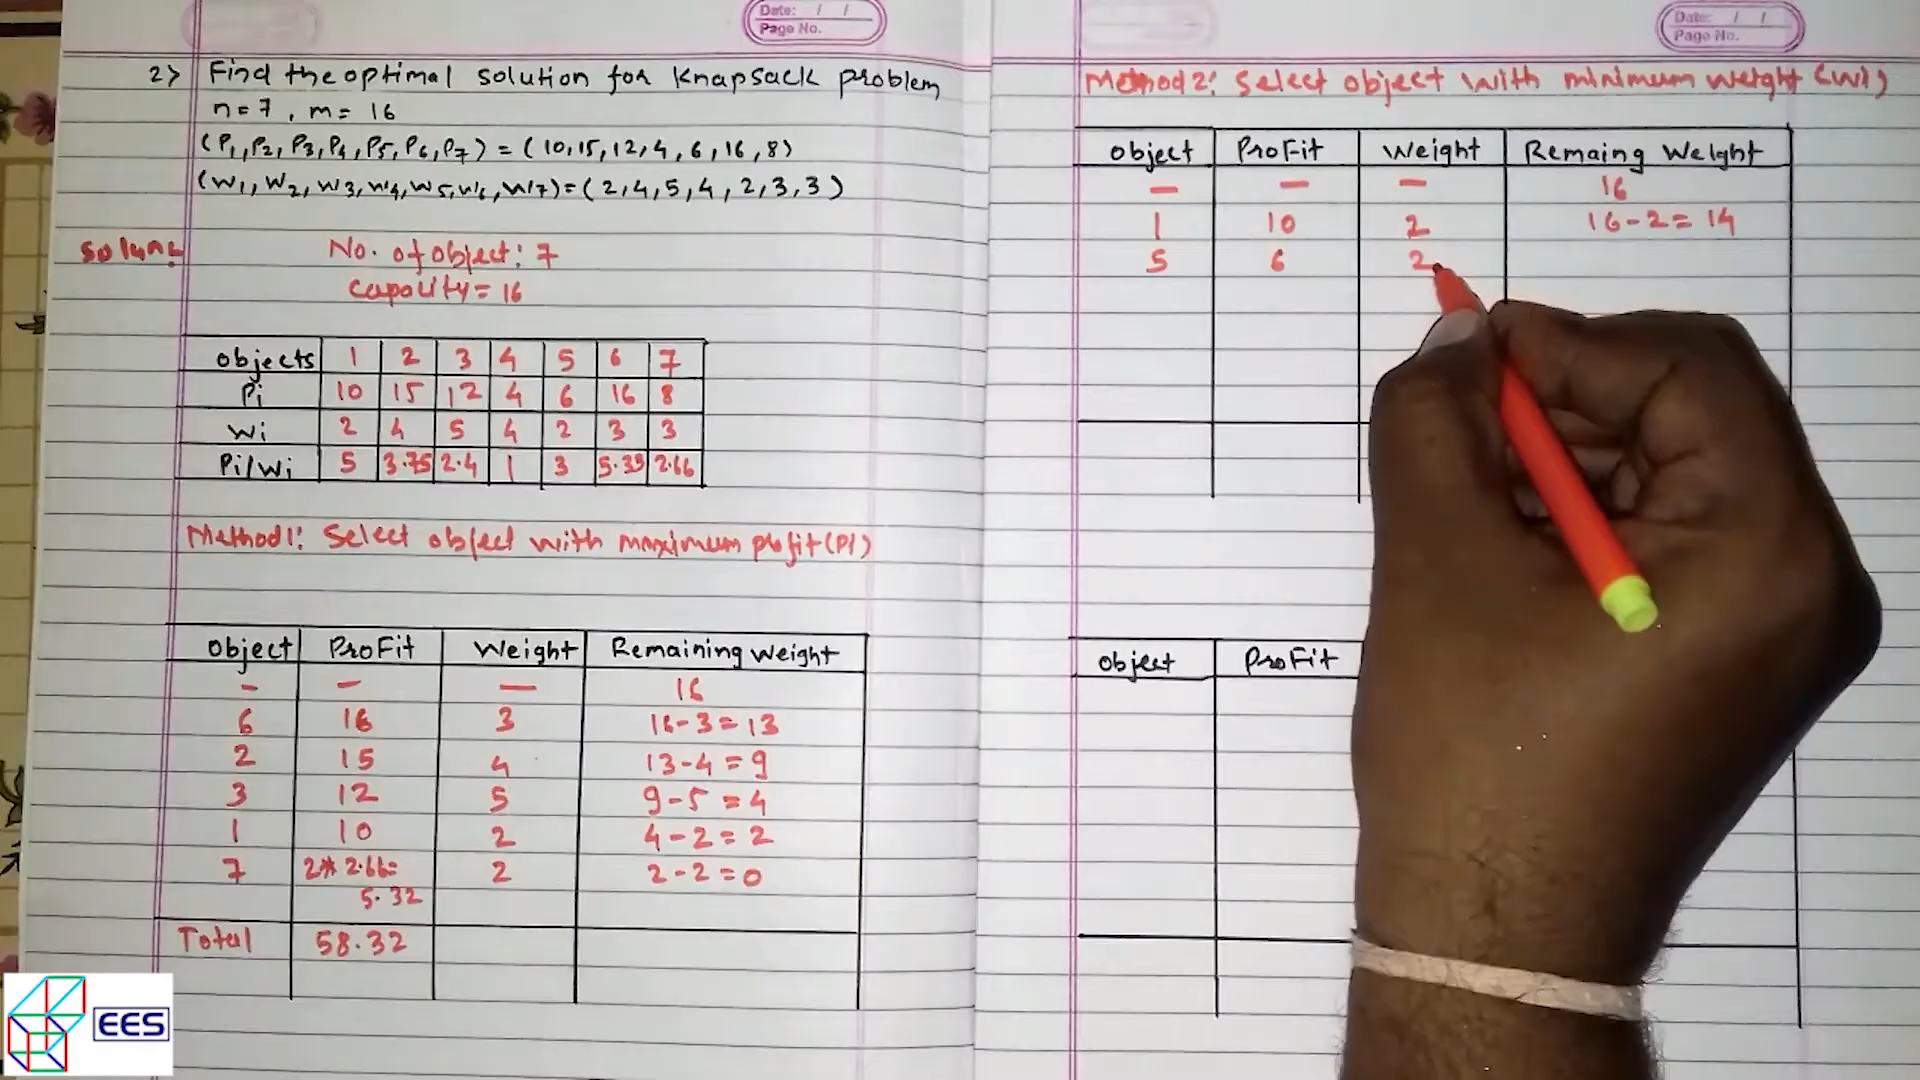 Date: / /
Page No.
2> Find the optimal solution for Knapsack problem
n=7, m=16
(P1,P2,P3,P4,P5,P6,P7) = (10,15,12,4,6,16,8)
(W1,W2,W3,W4,W5,W6,W7)=(2,4,5,4,2,3,3)
Soluns
No. of object: 7
capacity= 16
objects 1 2 3 4 5 6 7
Pi 10 15 12 4 6 16 8
Wi 2 4 5 4 2 3 3
Pi/Wi 5 3.75 2.4 1 3 5.33 2.66
Method1: Select object with maximum profit(Pi)
Object ProFit Weight Remaining Weight
- - - 16
6 16 3 16-3=13
2 15 4 13-4=9
3 12 5 9-5=4
1 10 2 4-2=2
7 2*2.66= 2 2-2=0
5.32
Total 58.32
EES
Date: / /
Page No.
Method2: Select object with minimum weight (wi)
Object ProFit Weight Remaing Weight
- - - 16
1 10 2 16-2=14
5 6 2
Object ProFit